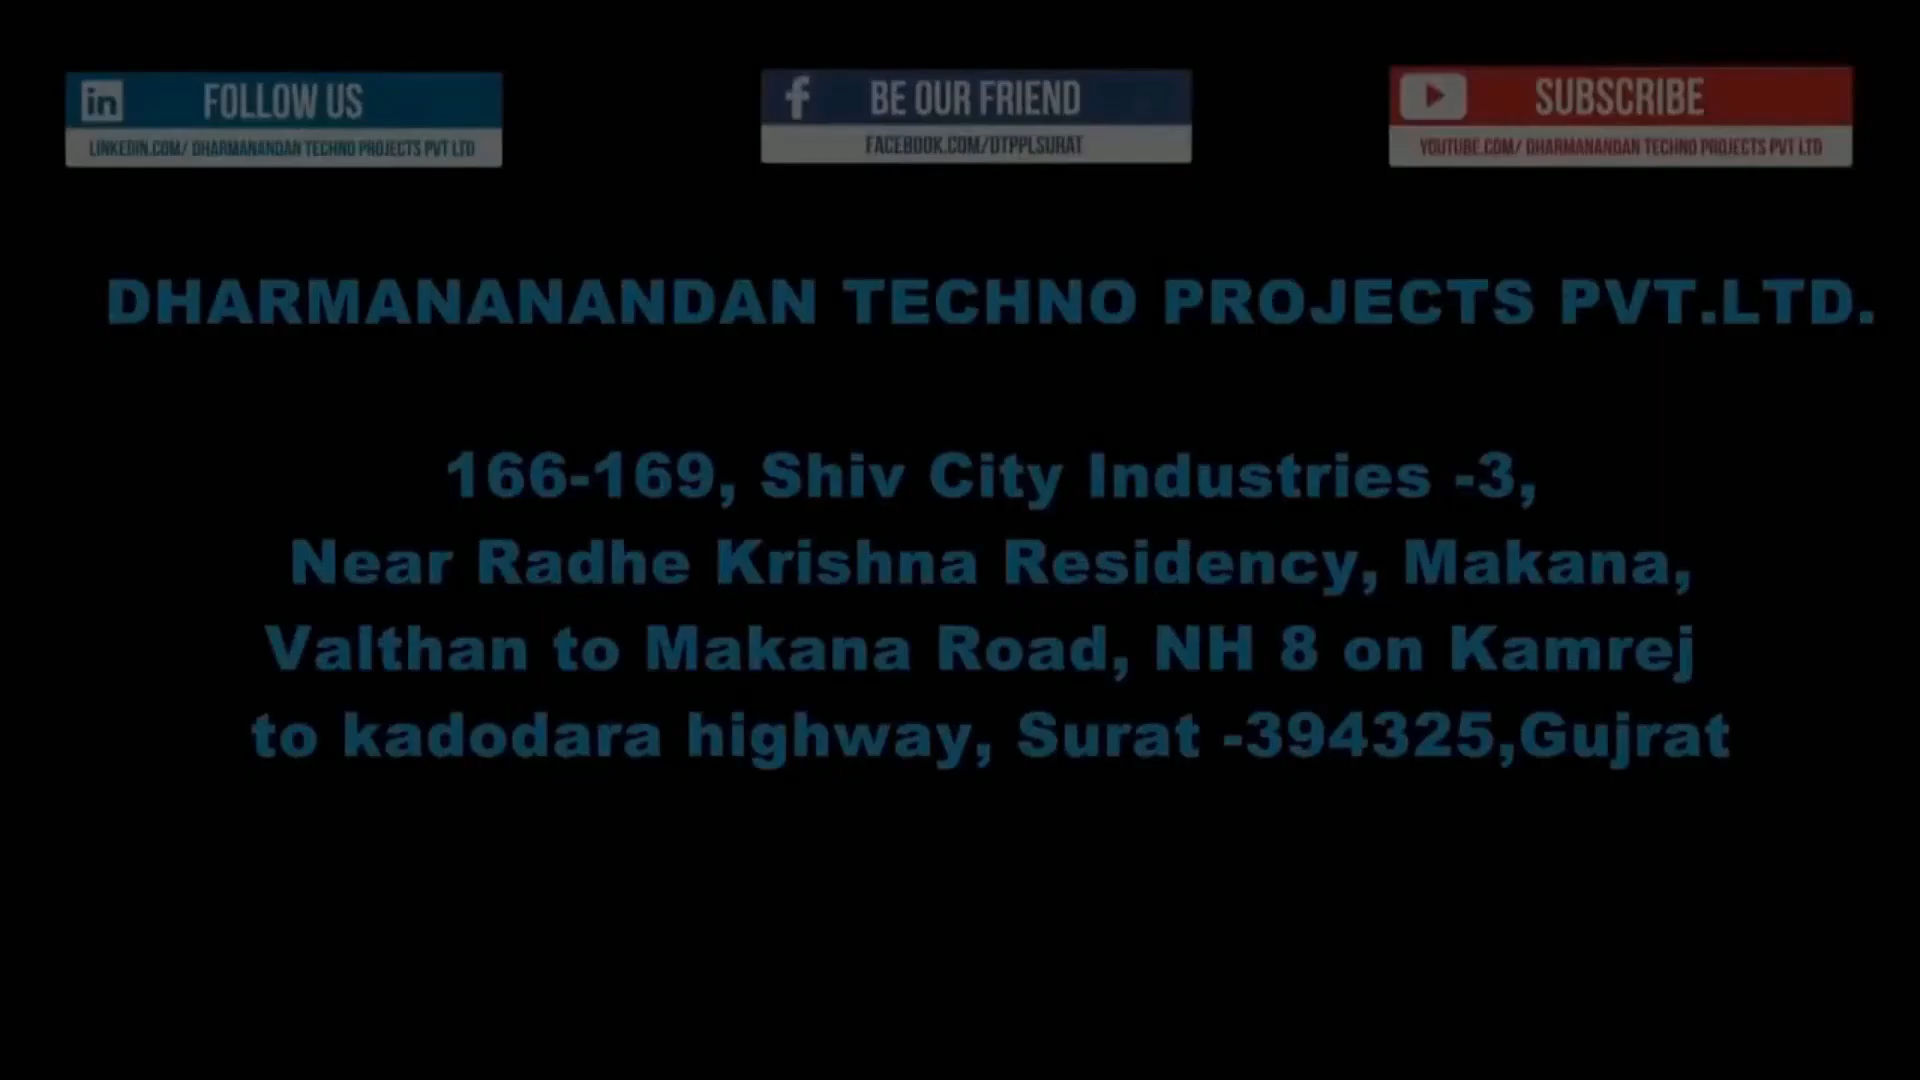 in FOLLOW US
LINKEDIN.COM/ DHARMANANDAN TECHNO PROJECTS PVT LTD
f BE OUR FRIEND
FACEBOOK.COM/DTPPLSURAT
SUBSCRIBE
YOUTUBE.COM/ DHARMANANDAN TECHNO PROJECTS PVT LTD
DHARMANANANDAN TECHNO PROJECTS PVT.LTD.
166-169, Shiv City Industries -3,
Near Radhe Krishna Residency, Makana,
Valthan to Makana Road, NH 8 on Kamrej
to kadodara highway, Surat -394325,Gujrat